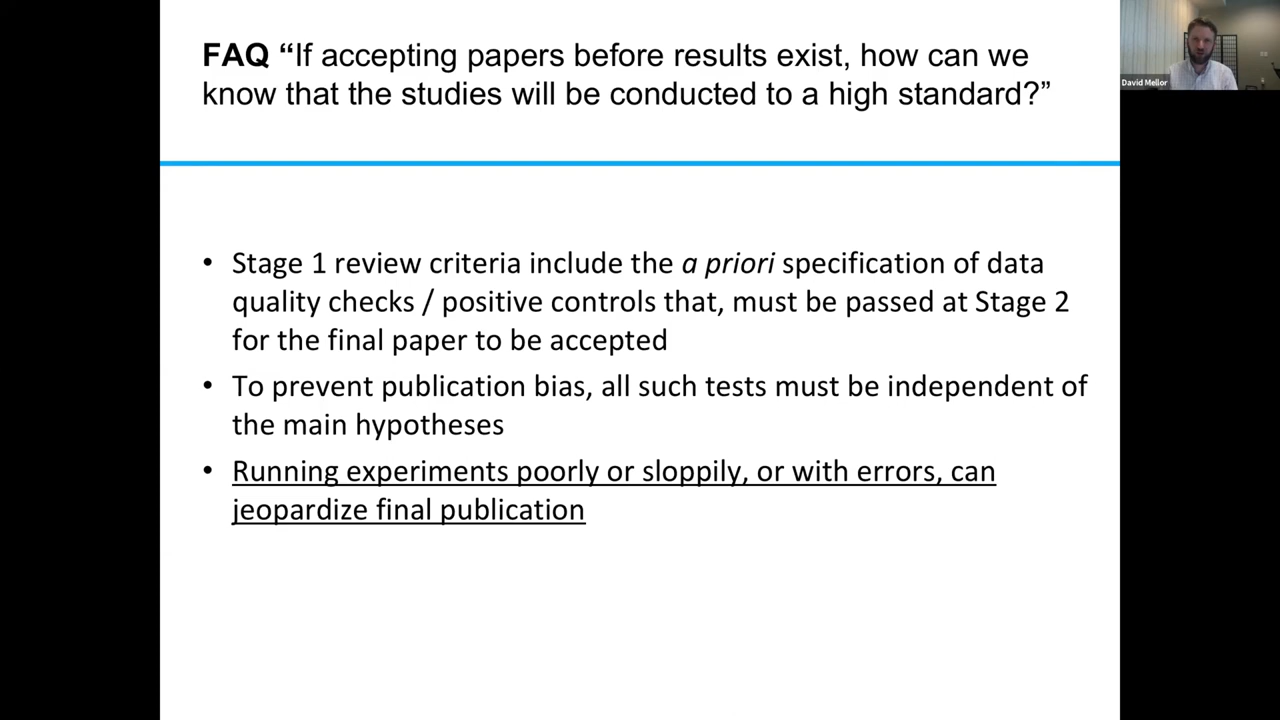 FAQ “If accepting papers before results exist, how can we
know that the studies will be conducted to a high standard?”
David Mellor
• Stage 1 review criteria include the a priori specification of data
quality checks / positive controls that, must be passed at Stage 2
for the final paper to be accepted
• To prevent publication bias, all such tests must be independent of
the main hypotheses
• Running experiments poorly or sloppily, or with errors, can
jeopardize final publication